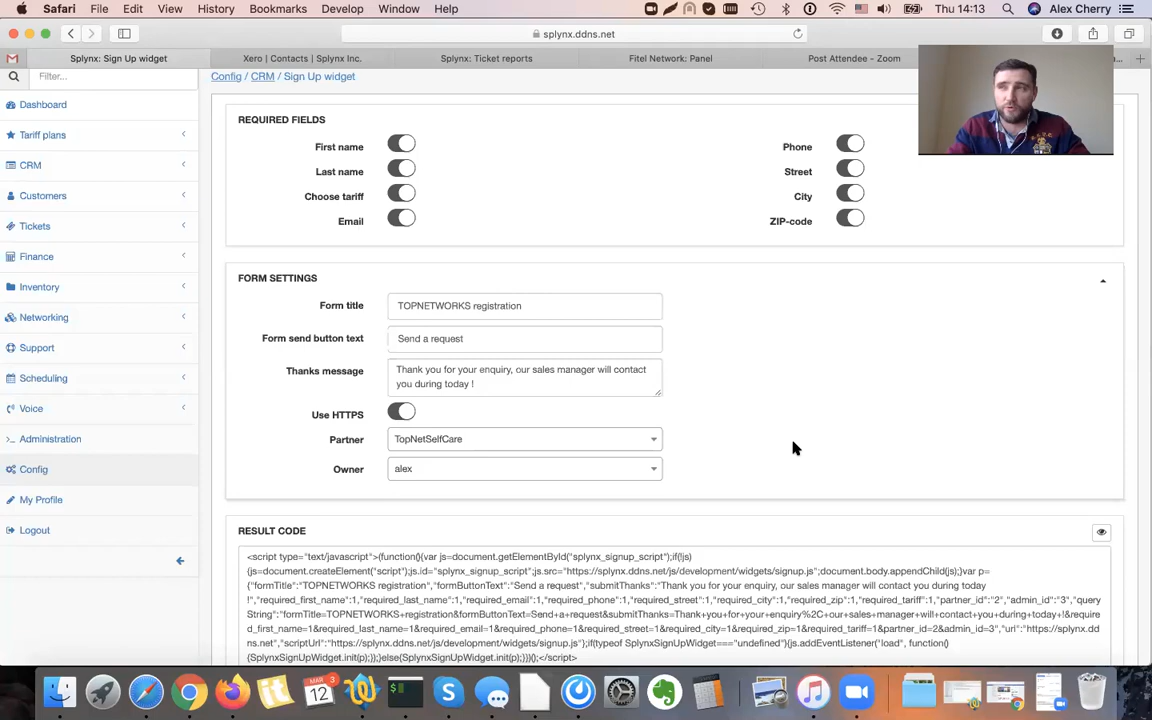 Safari File Edit View History Bookmarks Develop Window Help Thu 14:13 Alex Cherry
splynx.ddns.net
Splynx: Sign Up widget Xero | Contacts | Splynx Inc. Splynx: Ticket reports Fitel Network: Panel Post Attendee - Zoom
Filter...
Config / CRM / Sign Up widget
Dashboard
Tariff plans
CRM
Customers
Tickets
Finance
Inventory
Networking
Support
Scheduling
Voice
Administration
Config
My Profile
Logout
REQUIRED FIELDS
First name Phone
Last name Street
Choose tariff City
Email ZIP-code
FORM SETTINGS
Form title TOPNETWORKS registration
Form send button text Send a request
Thanks message Thank you for your enquiry, our sales manager will contact
you during today !
Use HTTPS
Partner TopNetSelfCare
Owner alex
RESULT CODE
<script type="text/javascript">(function(){var js=document.getElementById("splynx_signup_script");if(!js)
{js=document.createElement("script");js.id="splynx_signup_script";js.src="https://splynx.ddns.net/js/development/widgets/signup.js";document.body.appendChild(js);}var p=
{"formTitle":"TOPNETWORKS registration","formButtonText":"Send a request","submitThanks":"Thank you for your enquiry, our sales manager will contact you during today
!","required_first_name":1,"required_last_name":1,"required_email":1,"required_phone":1,"required_street":1,"required_city":1,"required_zip":1,"required_tariff":1,"partner_id":"2","admin_id":"3","query
String":"formTitle=TOPNETWORKS+registration&formButtonText=Send+a+request&submitThanks=Thank+you+for+your+enquiry%2C+our+sales+manager+will+contact+you+during+today+!&require
d_first_name=1&required_last_name=1&required_email=1&required_phone=1&required_street=1&required_city=1&required_zip=1&required_tariff=1&partner_id=2&admin_id=3","url":"https://splynx.dd
ns.net","scriptUrl":"https://splynx.ddns.net/js/development/widgets/signup.js"};if(typeof SplynxSignUpWidget==="undefined"){js.addEventListener("load", function()
{SplynxSignUpWidget.init(p);});}else{SplynxSignUpWidget.init(p);}})();</script>
MAR
12
3